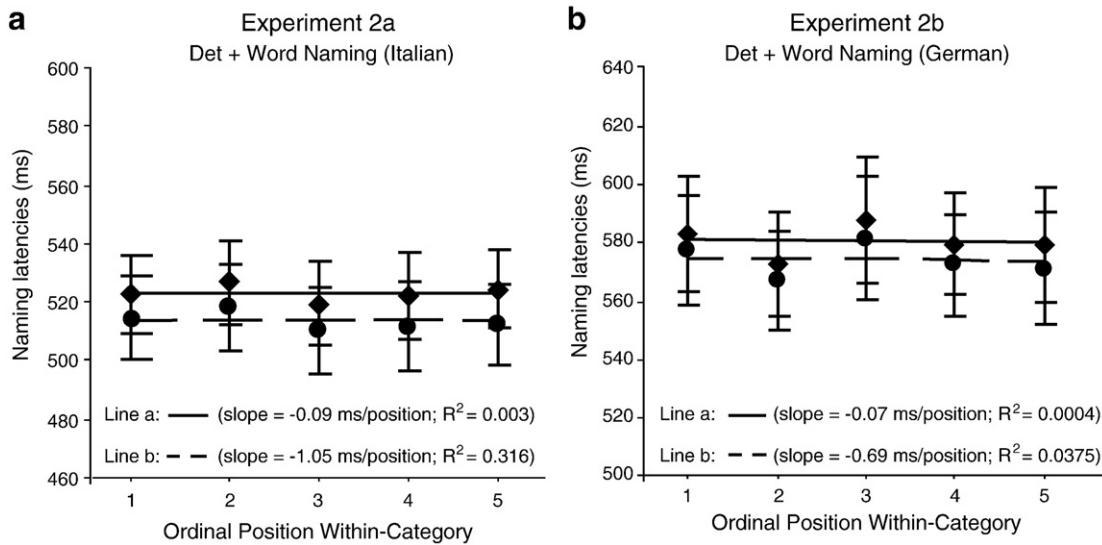 a
Experiment 2a
Det + Word Naming (Italian)
Naming latencies (ms)
600
580
560
540
520
500
480
460
Line a: (slope = -0.09 ms/position; R² = 0.003)
Line b: (slope = -1.05 ms/position; R² = 0.316)
1 2 3 4 5
Ordinal Position Within-Category
b
Experiment 2b
Det + Word Naming (German)
Naming latencies (ms)
640
620
600
580
560
540
520
500
Line a: (slope = -0.07 ms/position; R² = 0.0004)
Line b: (slope = -0.69 ms/position; R² = 0.0375)
1 2 3 4 5
Ordinal Position Within-Category